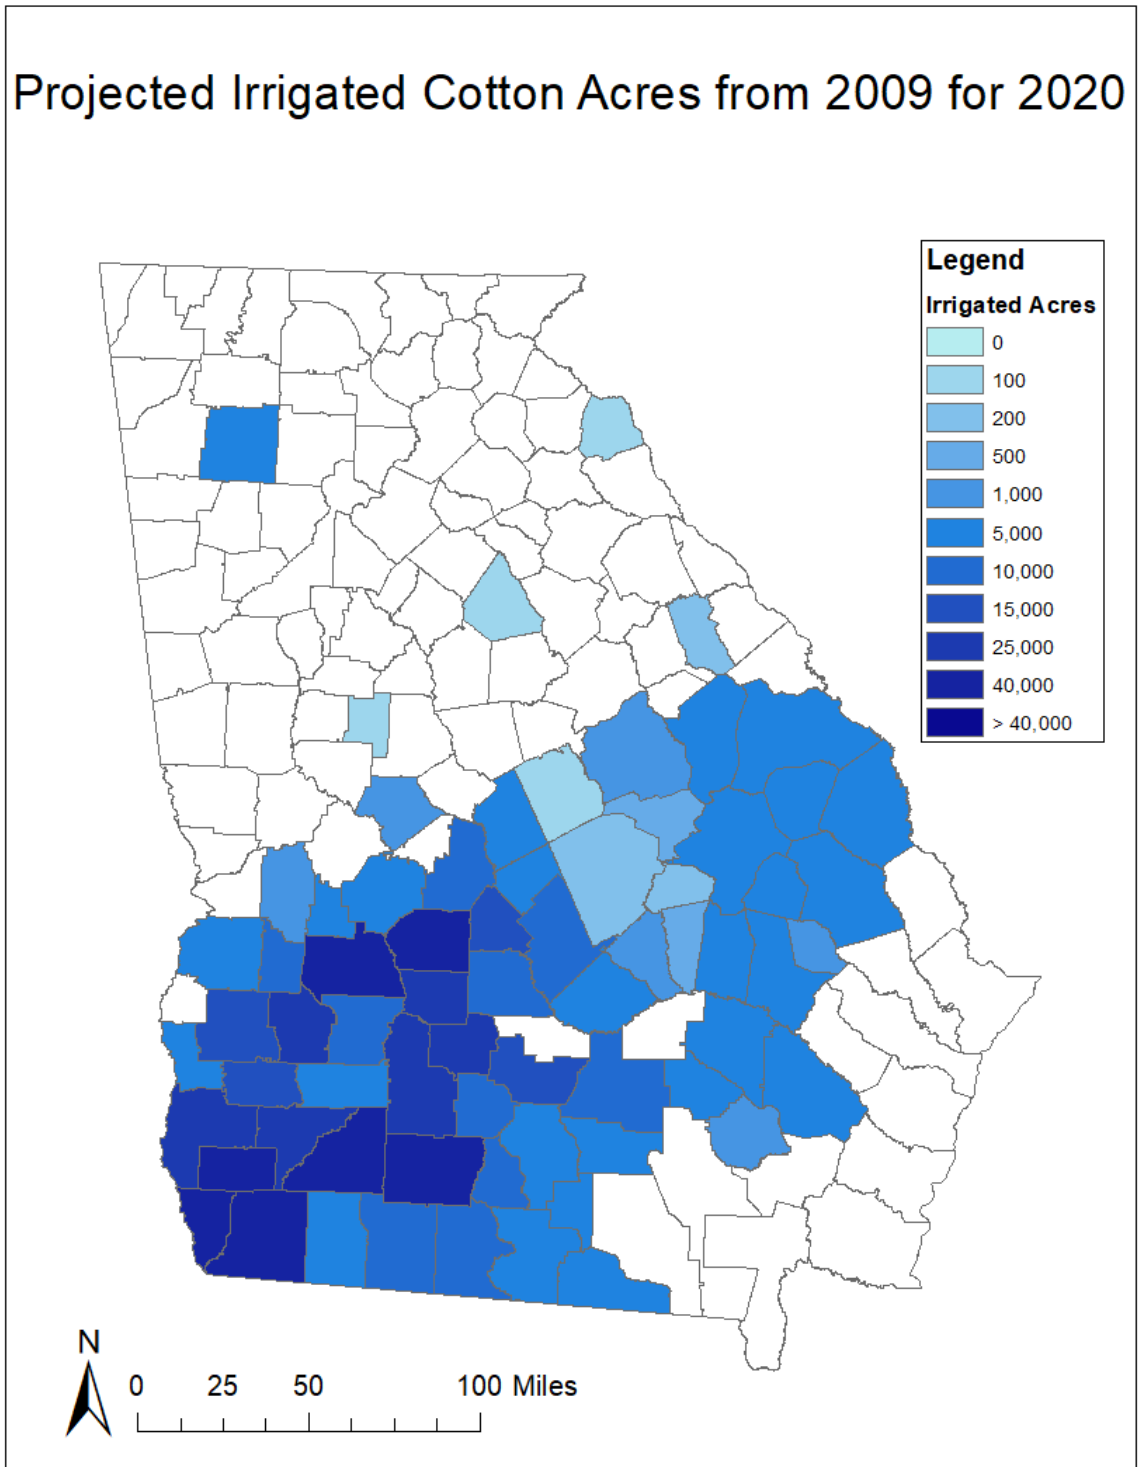 Projected Irrigated Cotton Acres from 2009 for 2020
Legend
Irrigated Acres
0
100
200
500
1,000
5,000
10,000
15,000
25,000
40,000
> 40,000
N
0 25 50 100 Miles